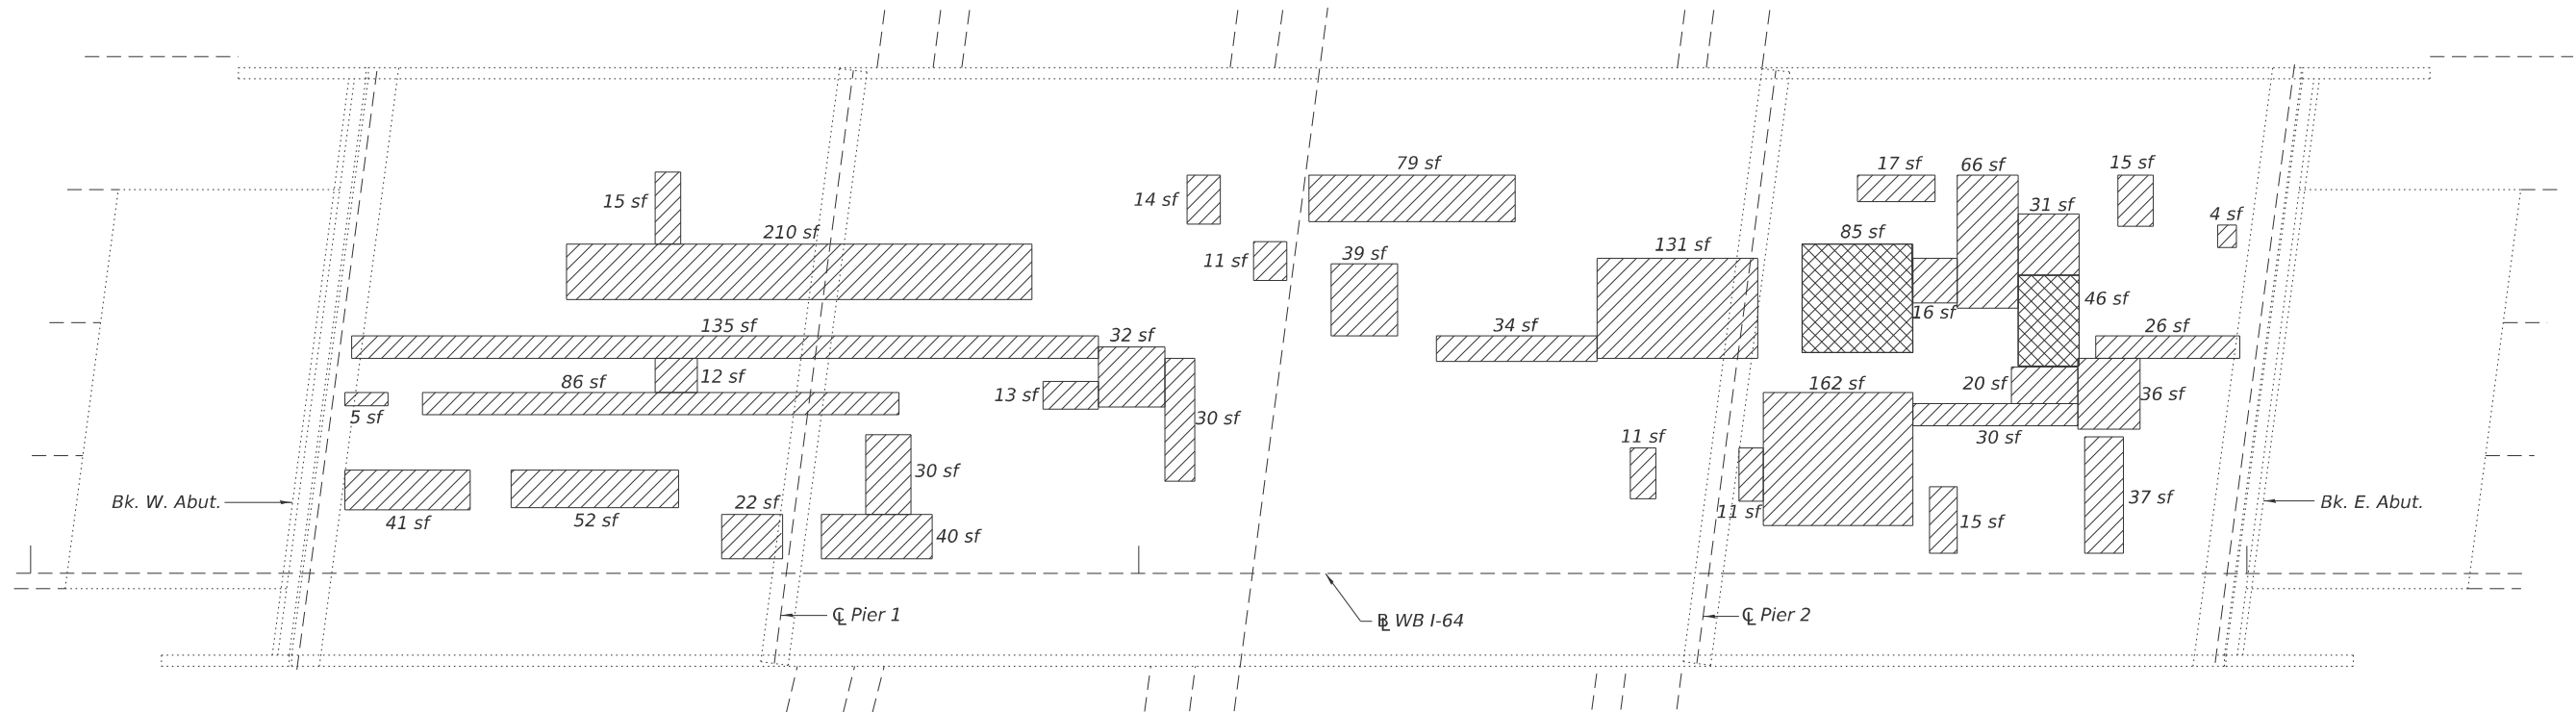 79 sf
17 sf
66 sf
15 sf
15 sf
14 sf
31 sf
4 sf
210 sf
85 sf
131 sf
39 sf
11 sf
46 sf
16 sf
135 sf
34 sf
26 sf
32 sf
12 sf
86 sf
162 sf
20 sf
13 sf
36 sf
5 sf
30 sf
11 sf
30 sf
30 sf
37 sf
Bk. W. Abut.
22 sf
Bk. E. Abut.
11 sf
41 sf
52 sf
15 sf
40 sf
℄ Pier 1
℄ Pier 2
BL WB I-64